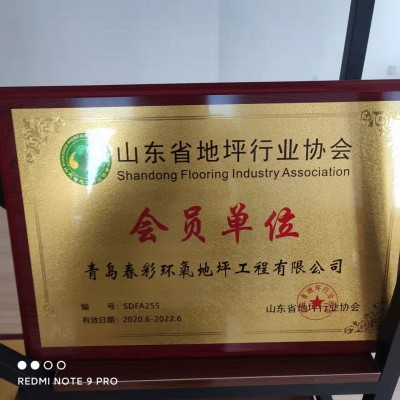 山东省地坪行业协会
Shandong Flooring Industry Association
会员单位
青岛春彩环氧地坪工程有限公司
编 号：SDFA255
有效日期：2020.6-2022.6
山东省地坪行业协会
REDMI NOTE 9 PRO